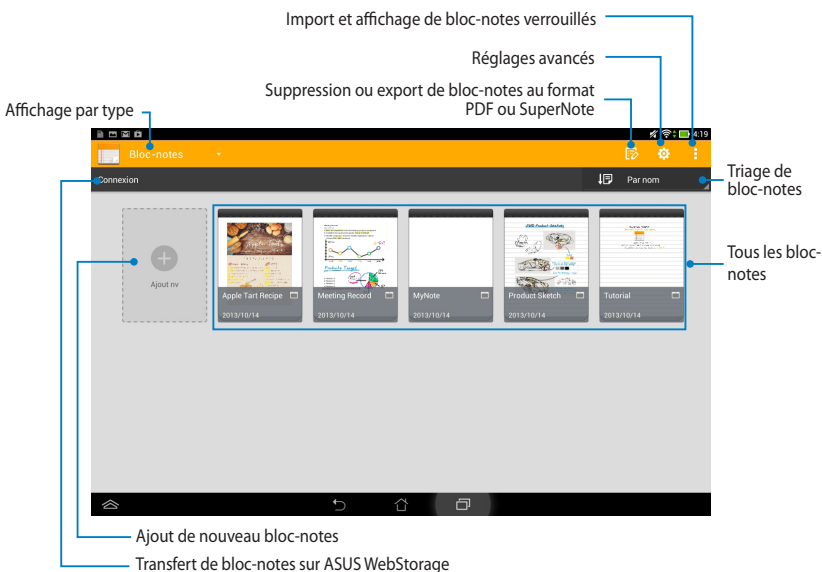 Import et affichage de bloc-notes verrouillés
Réglages avancés
Suppression ou export de bloc-notes au format
PDF ou SuperNote
Affichage par type
4:19
Bloc-notes
Connexion
Par nom
Triage de
bloc-notes
Tous les bloc-
notes
Ajout nv
Apple Tart
Products Target
Apple Tart Recipe
2013/10/14
Meeting Record
2013/10/14
MyNote
2013/10/14
Product Sketch
2013/10/14
Tutorial
2013/10/14
Ajout de nouveau bloc-notes
Transfert de bloc-notes sur ASUS WebStorage